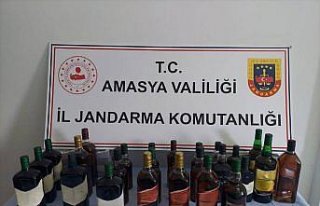 T.C.
AMASYA VALİLİĞİ
İL JANDARMA KOMUTANLIĞI